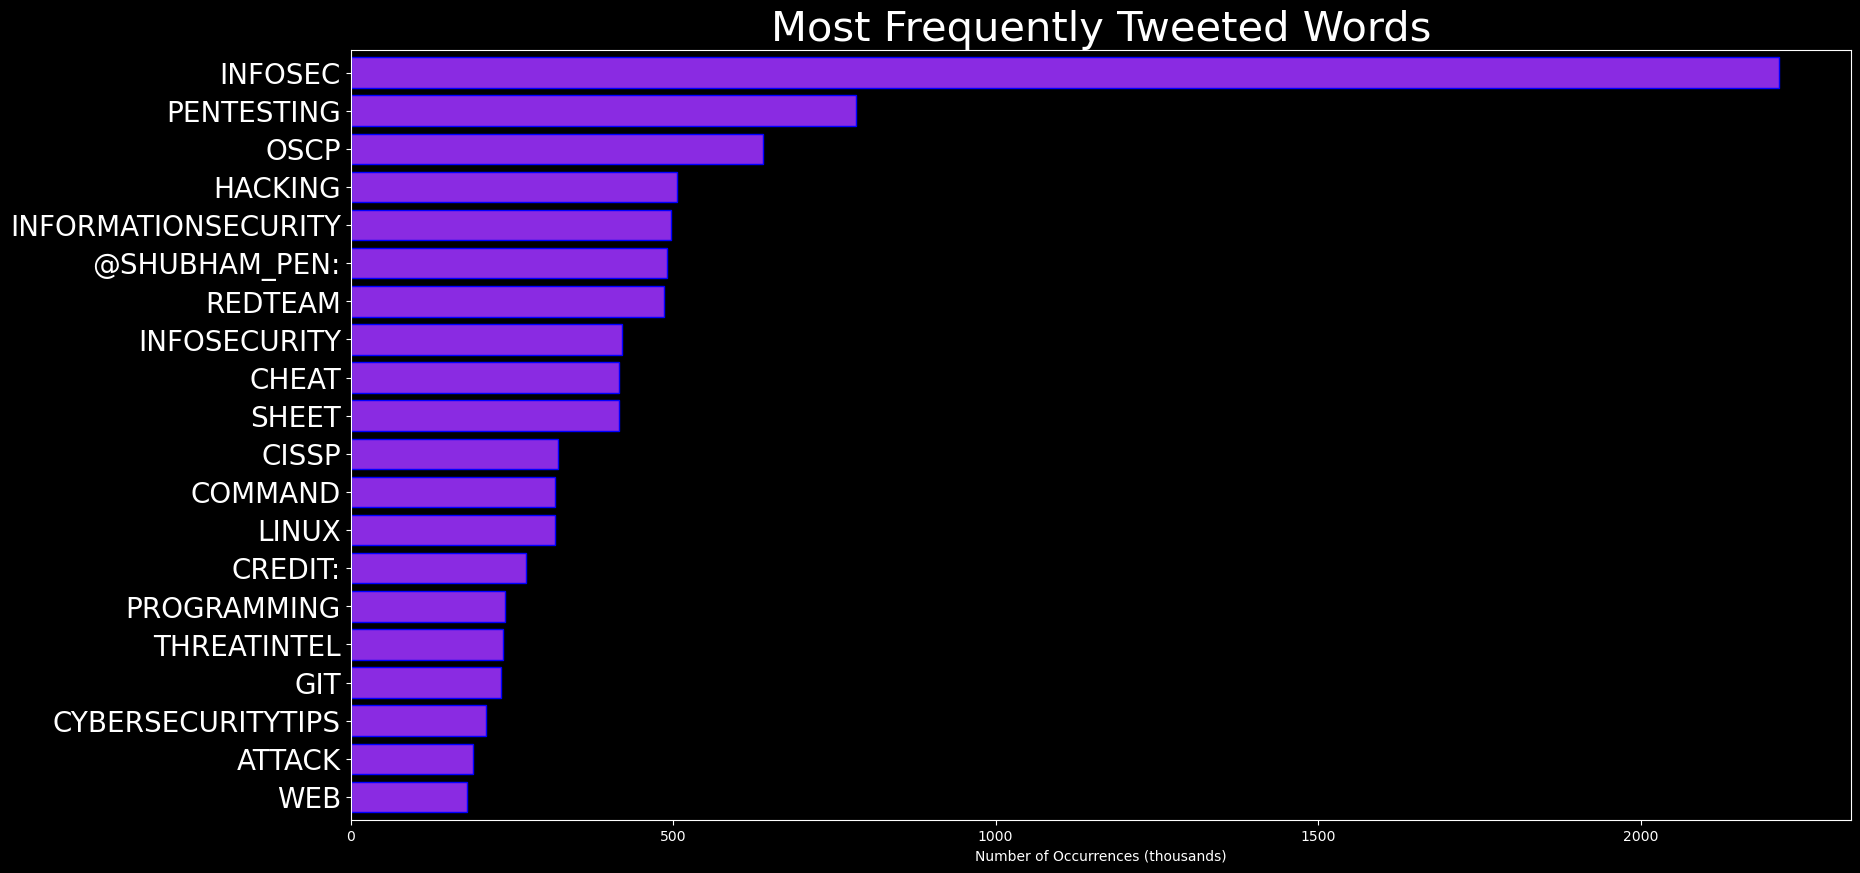 Most Frequently Tweeted Words
INFOSEC
PENTESTING
OSCP
HACKING
INFORMATIONSECURITY
@SHUBHAM_PEN:
REDTEAM
INFOSECURITY
CHEAT
SHEET
CISSP
COMMAND
LINUX
CREDIT:
PROGRAMMING
THREATINTEL
GIT
CYBERSECURITYTIPS
ATTACK
WEB
0 500 1000 1500 2000
Number of Occurrences (thousands)